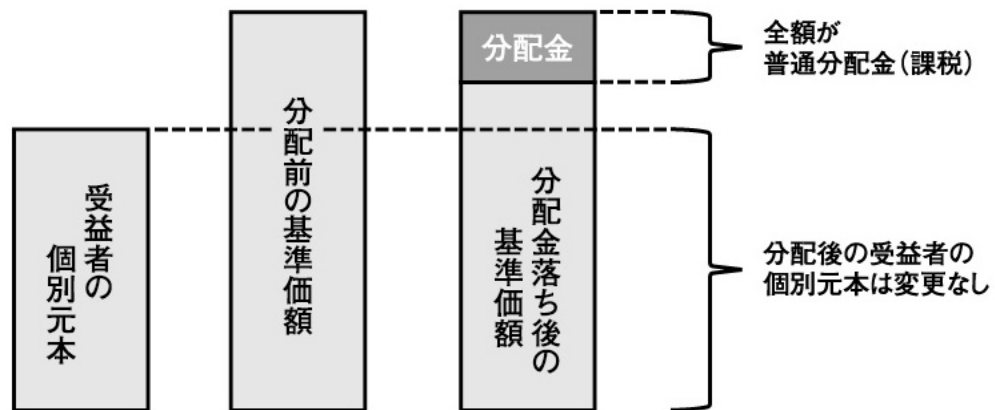 受益者の
個別元本
分配前の基準価額
分配金
分配金落ち後の
基準価額
全額が
普通分配金（課税）
分配後の受益者の
個別元本は変更なし